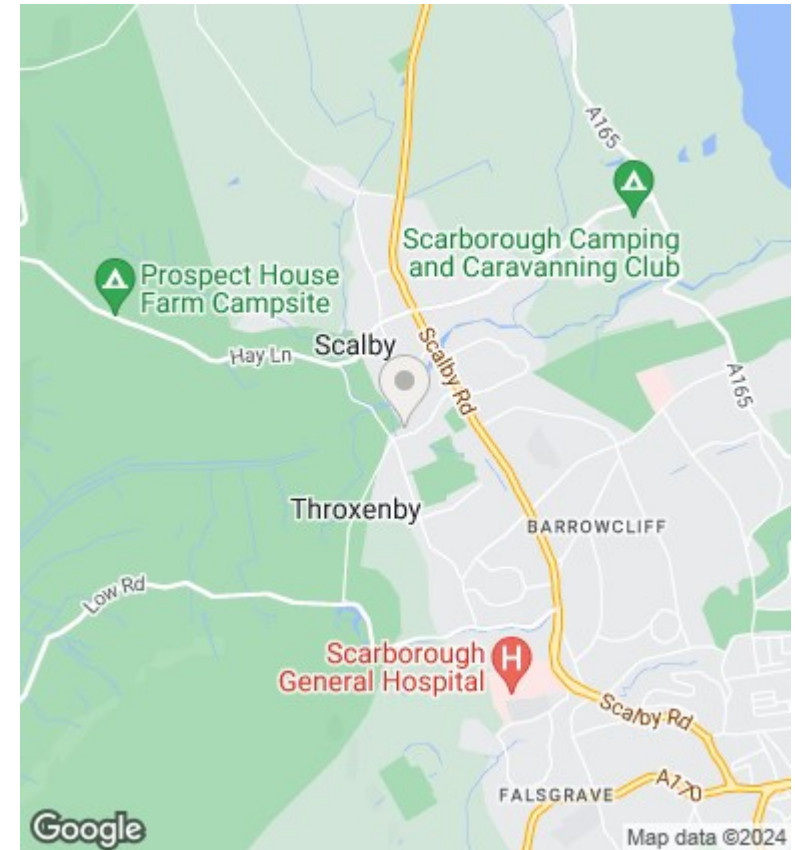 A165
Scarborough Camping
and Caravanning Club
Prospect House
Farm Campsite
Hay Ln
Scalby
Scalby Rd
A165
Throxenby
BARROWCLIFF
Low Rd
Scarborough
General Hospital
H
Scalby Rd
A170
FALSGRAVE
Google
Map data ©2024